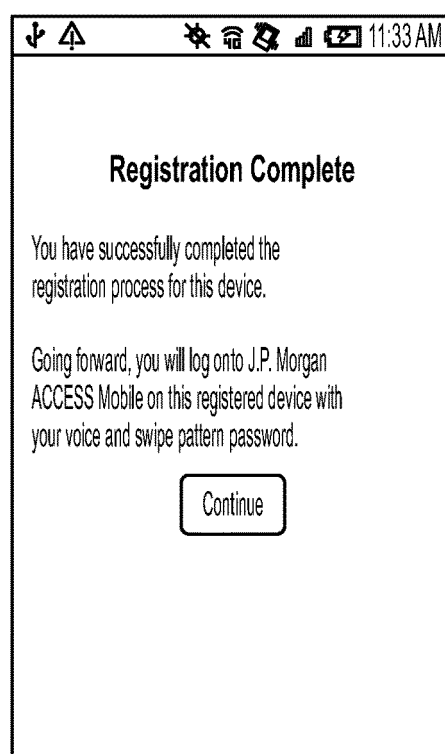 4G 11:33 AM
Registration Complete
You have successfully completed the
registration process for this device.
Going forward, you will log onto J.P. Morgan
ACCESS Mobile on this registered device with
your voice and swipe pattern password.
Continue